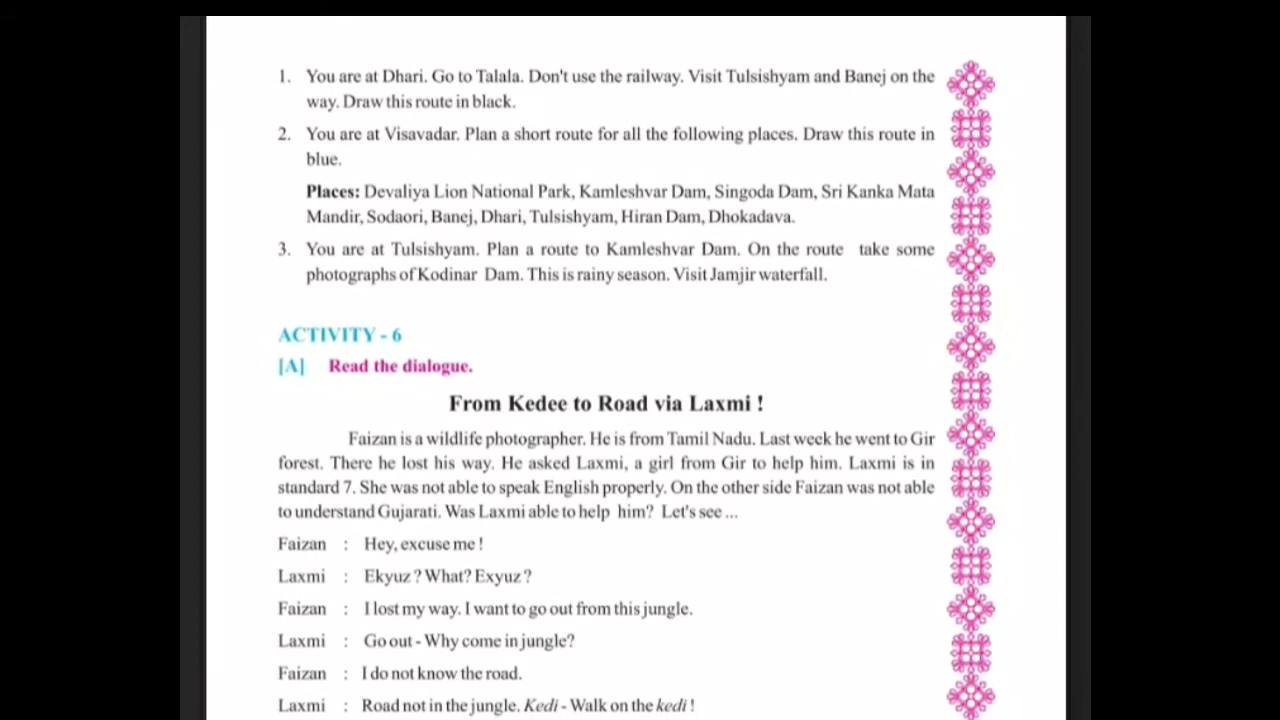 1. You are at Dhari. Go to Talala. Don't use the railway. Visit Tulsishyam and Banej on the
way. Draw this route in black.
2. You are at Visavadar. Plan a short route for all the following places. Draw this route in
blue.
Places: Devaliya Lion National Park, Kamleshvar Dam, Singoda Dam, Sri Kanka Mata
Mandir, Sodaori, Banej, Dhari, Tulsishyam, Hiran Dam, Dhokadava.
3. You are at Tulsishyam. Plan a route to Kamleshvar Dam. On the route take some
photographs of Kodinar Dam. This is rainy season. Visit Jamjir waterfall.
ACTIVITY - 6
[A] Read the dialogue.
From Kedee to Road via Laxmi !
Faizan is a wildlife photographer. He is from Tamil Nadu. Last week he went to Gir
forest. There he lost his way. He asked Laxmi, a girl from Gir to help him. Laxmi is in
standard 7. She was not able to speak English properly. On the other side Faizan was not able
to understand Gujarati. Was Laxmi able to help him? Let's see ...
Faizan : Hey, excuse me !
Laxmi : Ekyuz ? What? Exyuz ?
Faizan : I lost my way. I want to go out from this jungle.
Laxmi : Go out - Why come in jungle?
Faizan : I do not know the road.
Laxmi : Road not in the jungle. Kedi - Walk on the kedi !